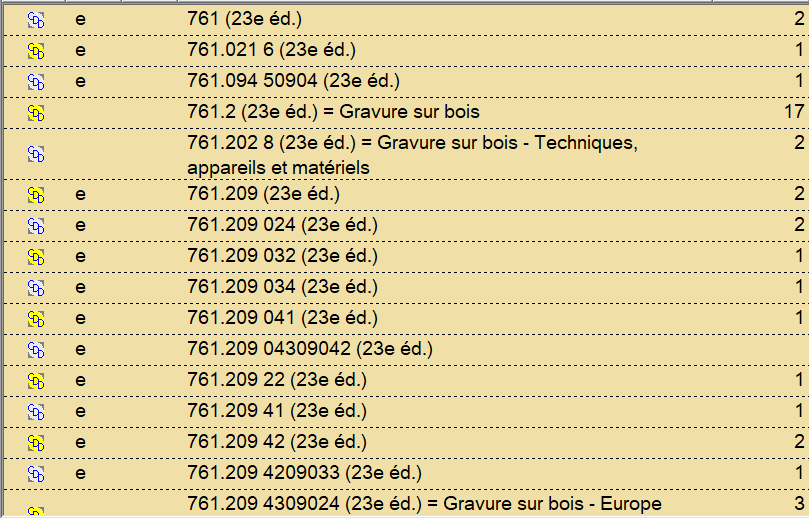 e 761 (23e éd.) 2
e 761.021 6 (23e éd.) 1
e 761.094 50904 (23e éd.) 1
761.2 (23e éd.) = Gravure sur bois 17
761.202 8 (23e éd.) = Gravure sur bois - Techniques, 2
appareils et matériels
e 761.209 (23e éd.) 2
e 761.209 024 (23e éd.) 2
e 761.209 032 (23e éd.) 1
e 761.209 034 (23e éd.) 1
e 761.209 041 (23e éd.) 1
e 761.209 04309042 (23e éd.)
e 761.209 22 (23e éd.) 1
e 761.209 41 (23e éd.) 1
e 761.209 42 (23e éd.) 2
e 761.209 4209033 (23e éd.) 1
761.209 4309024 (23e éd.) = Gravure sur bois - Europe 3